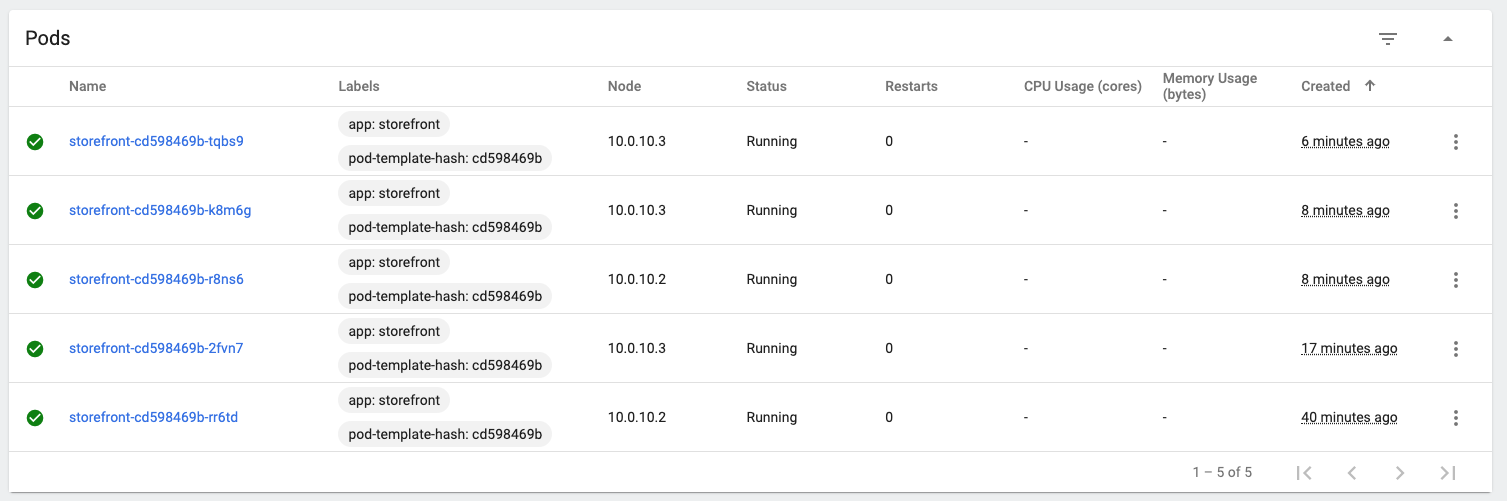 Pods
Name Labels Node Status Restarts CPU Usage (cores) Memory Usage (bytes) Created
storefront-cd598469b-tqbs9 app: storefront pod-template-hash: cd598469b 10.0.10.3 Running 0 - - 6 minutes ago
storefront-cd598469b-k8m6g app: storefront pod-template-hash: cd598469b 10.0.10.3 Running 0 - - 8 minutes ago
storefront-cd598469b-r8ns6 app: storefront pod-template-hash: cd598469b 10.0.10.2 Running 0 - - 8 minutes ago
storefront-cd598469b-2fvn7 app: storefront pod-template-hash: cd598469b 10.0.10.3 Running 0 - - 17 minutes ago
storefront-cd598469b-rr6td app: storefront pod-template-hash: cd598469b 10.0.10.2 Running 0 - - 40 minutes ago
1 – 5 of 5